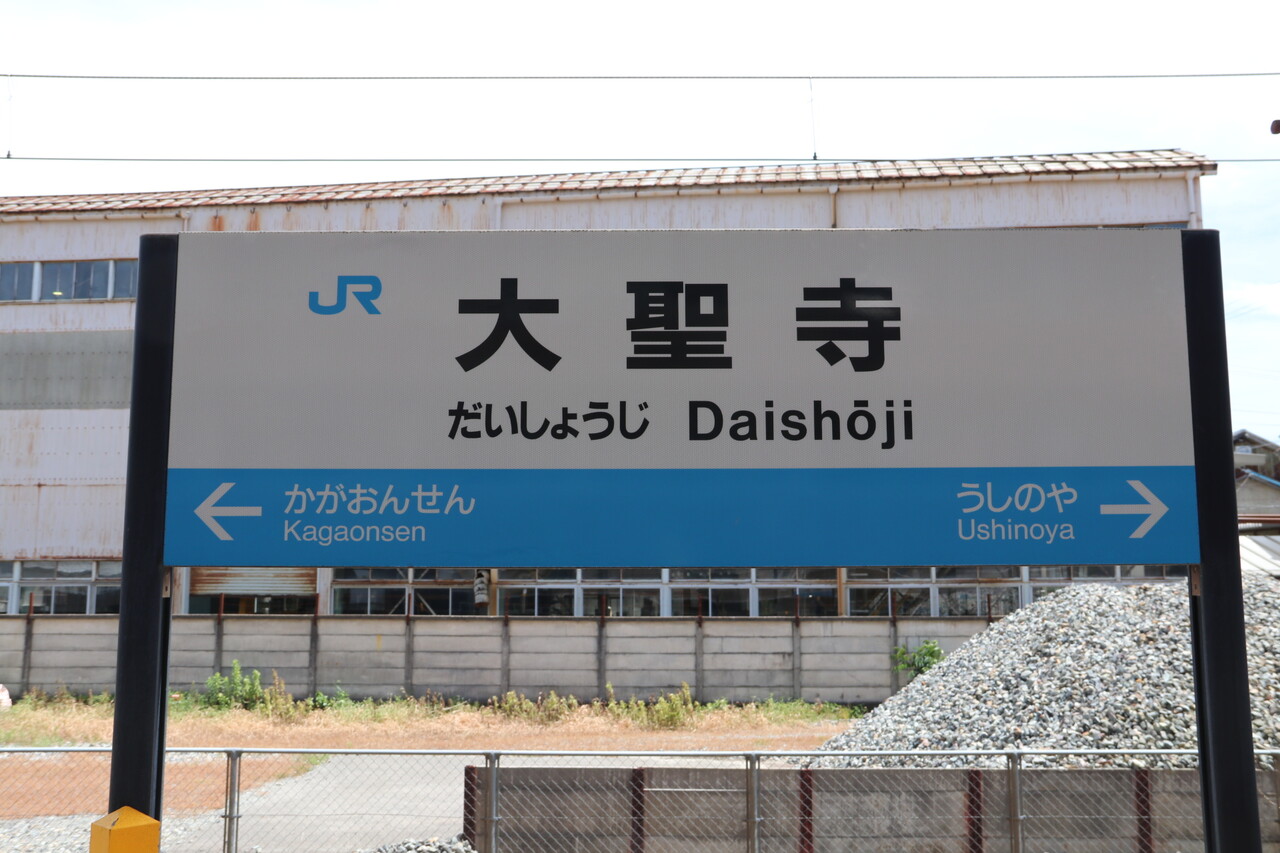 JR 大聖寺
だいしょうじ Daishōji
← かがおんせん
Kagaonsen
うしのや →
Ushinoya